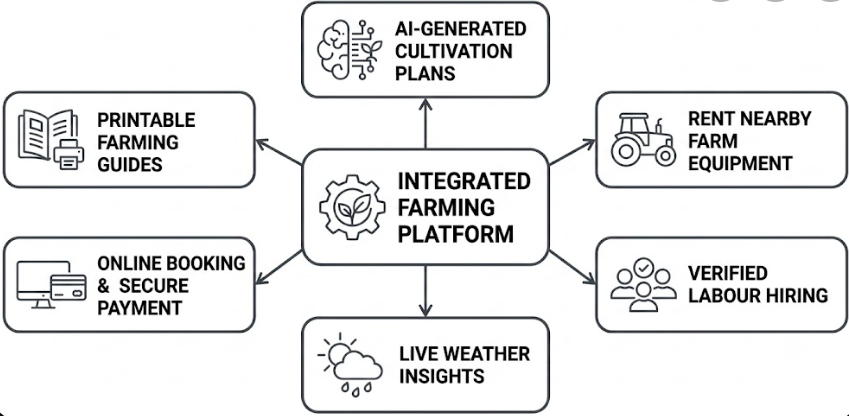 AI-GENERATED
CULTIVATION
PLANS
PRINTABLE
FARMING
GUIDES
RENT NEARBY
FARM
EQUIPMENT
INTEGRATED
FARMING
PLATFORM
ONLINE BOOKING
& SECURE
PAYMENT
VERIFIED
LABOUR HIRING
LIVE WEATHER
INSIGHTS